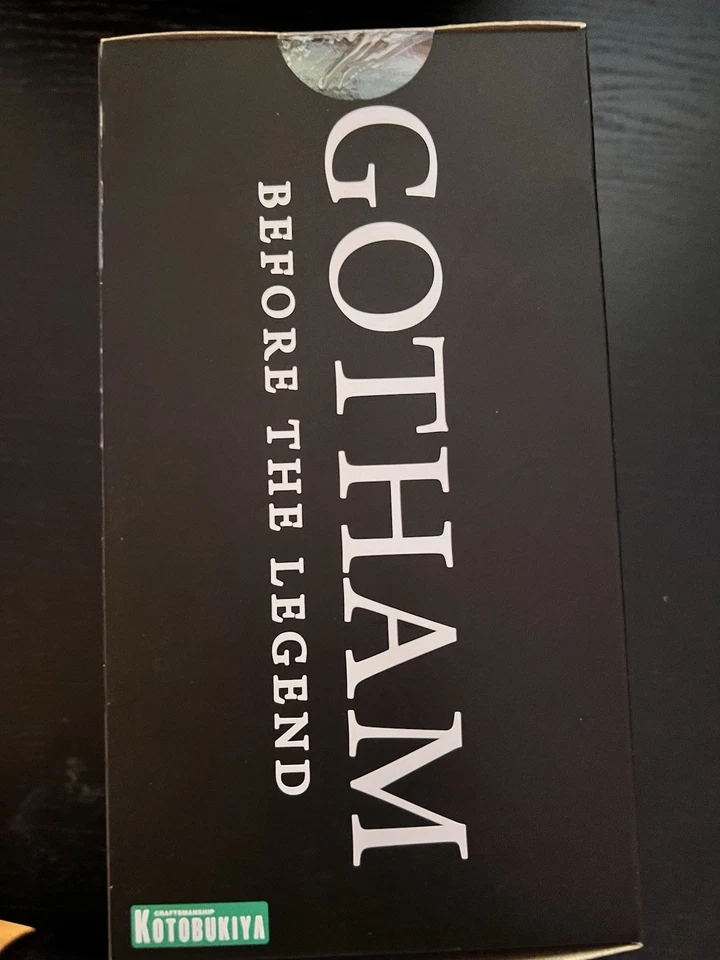 GOTHAM
BEFORE THE LEGEND
CRAFTSMANSHIP
KOTOBUKIYA